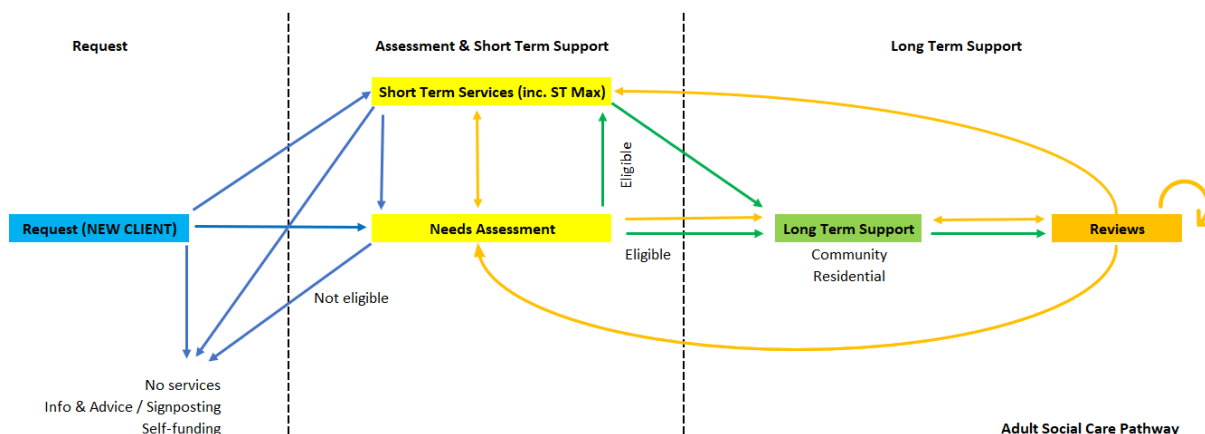 Request
Assessment & Short Term Support
Long Term Support
Short Term Services (inc. ST Max)
Eligible
Request (NEW CLIENT)
Needs Assessment
Long Term Support
Reviews
Eligible
Community
Residential
Not eligible
No services
Info & Advice / Signposting
Self-funding
Adult Social Care Pathway